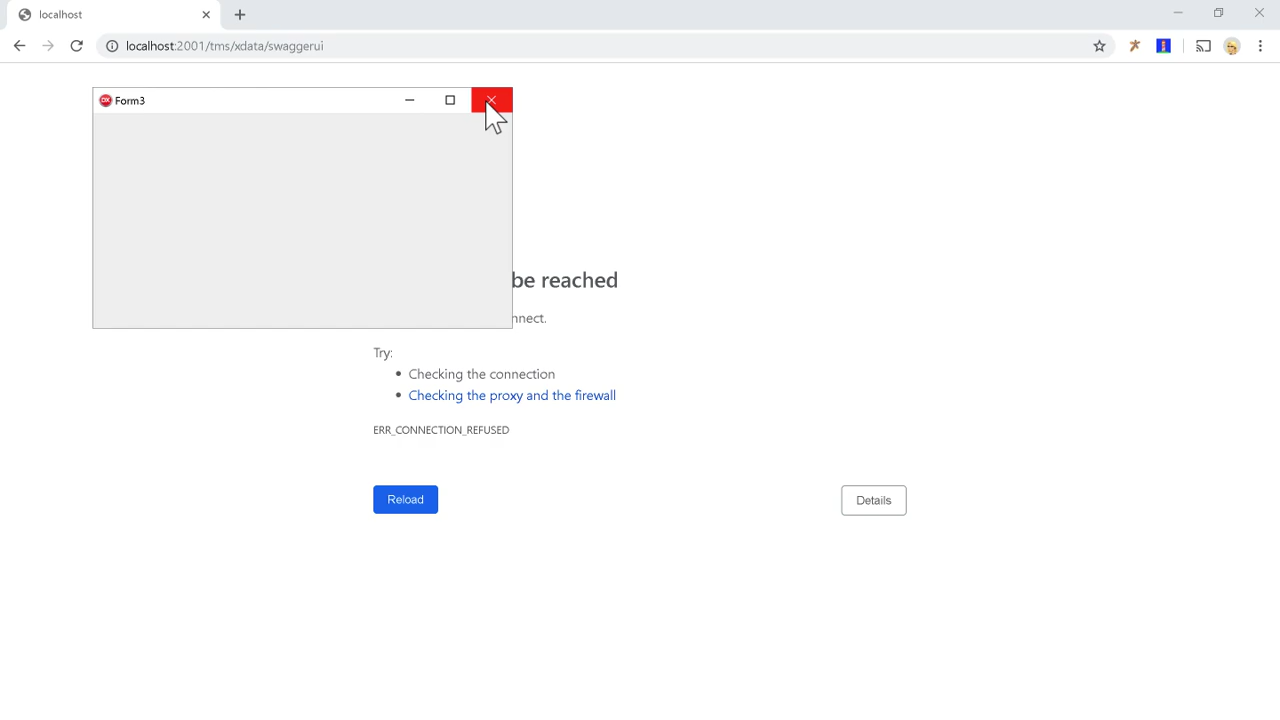 localhost
localhost:2001/tms/xdata/swaggerui
DX Form3
be reached
nnect.
Try:
• Checking the connection
• Checking the proxy and the firewall
ERR_CONNECTION_REFUSED
Reload
Details